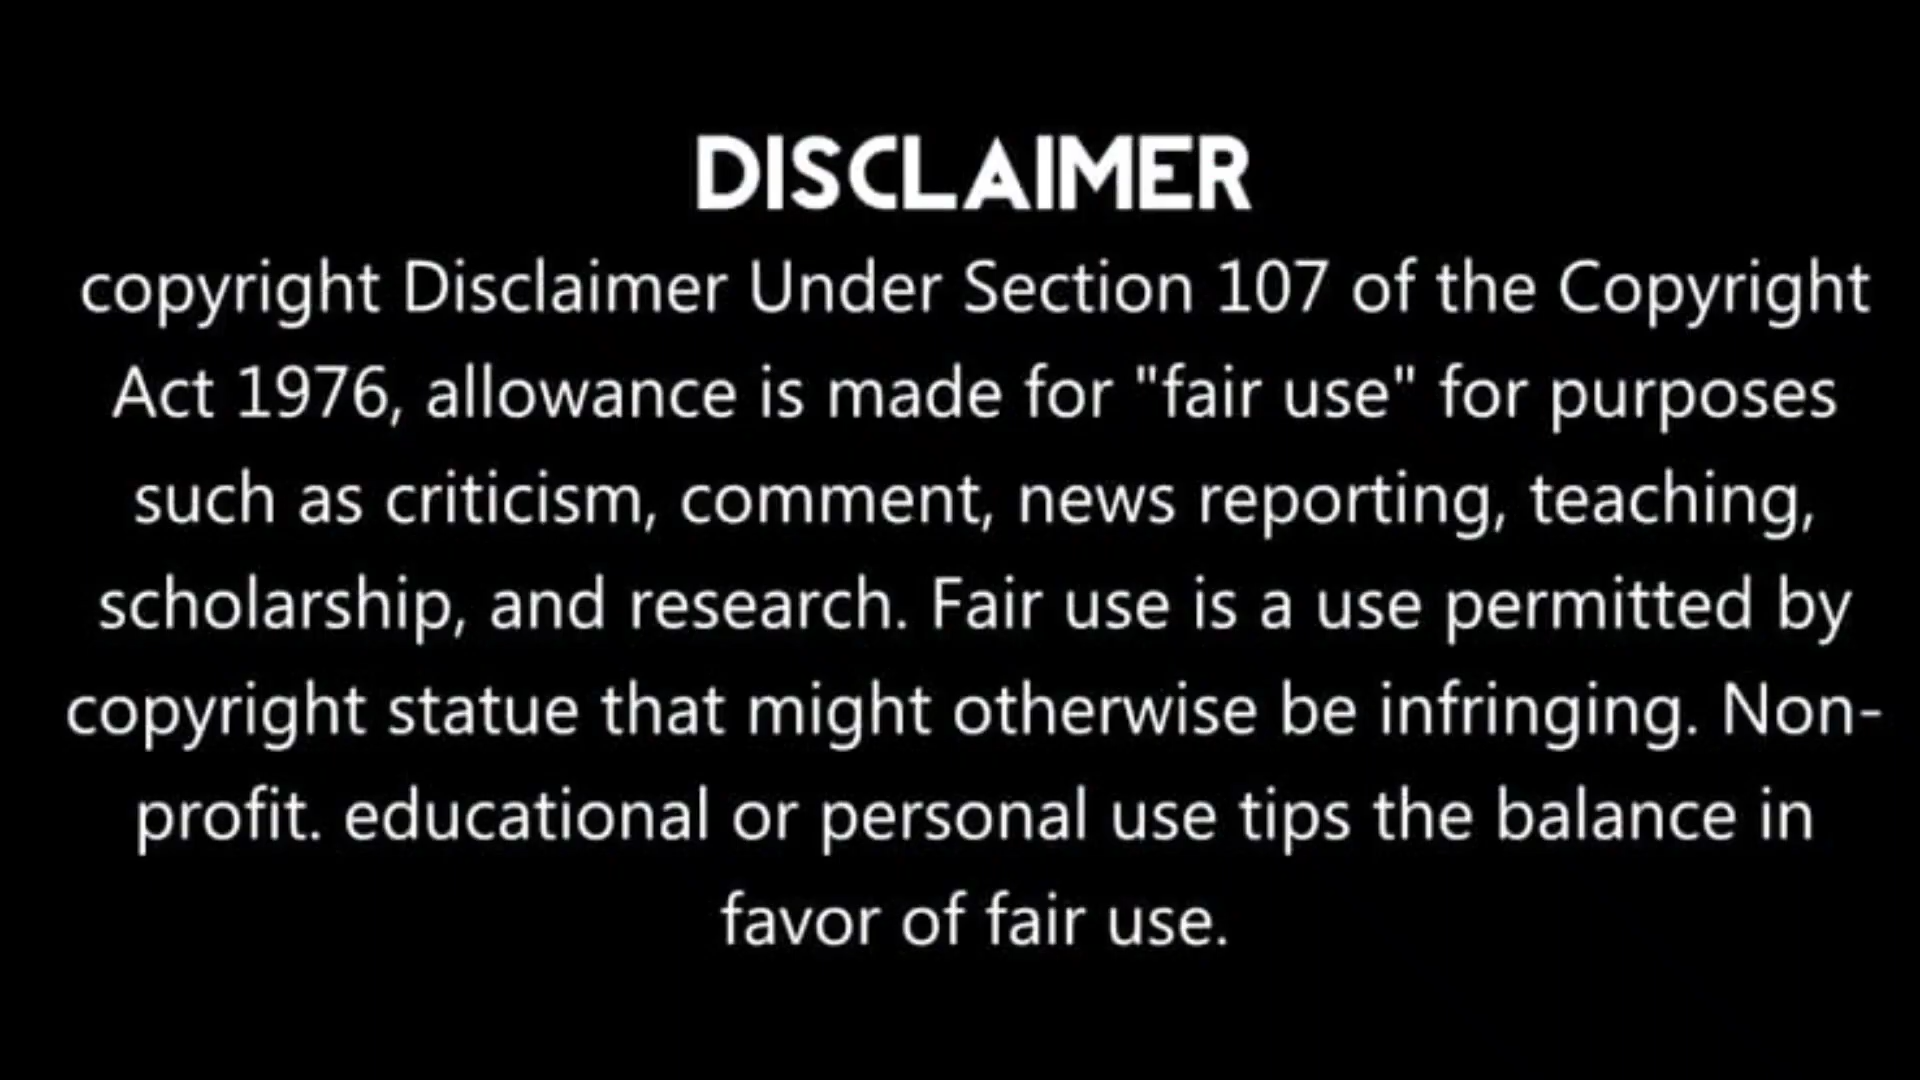 DISCLAIMER
copyright Disclaimer Under Section 107 of the Copyright
Act 1976, allowance is made for "fair use" for purposes
such as criticism, comment, news reporting, teaching,
scholarship, and research. Fair use is a use permitted by
copyright statue that might otherwise be infringing. Non-
profit. educational or personal use tips the balance in
favor of fair use.